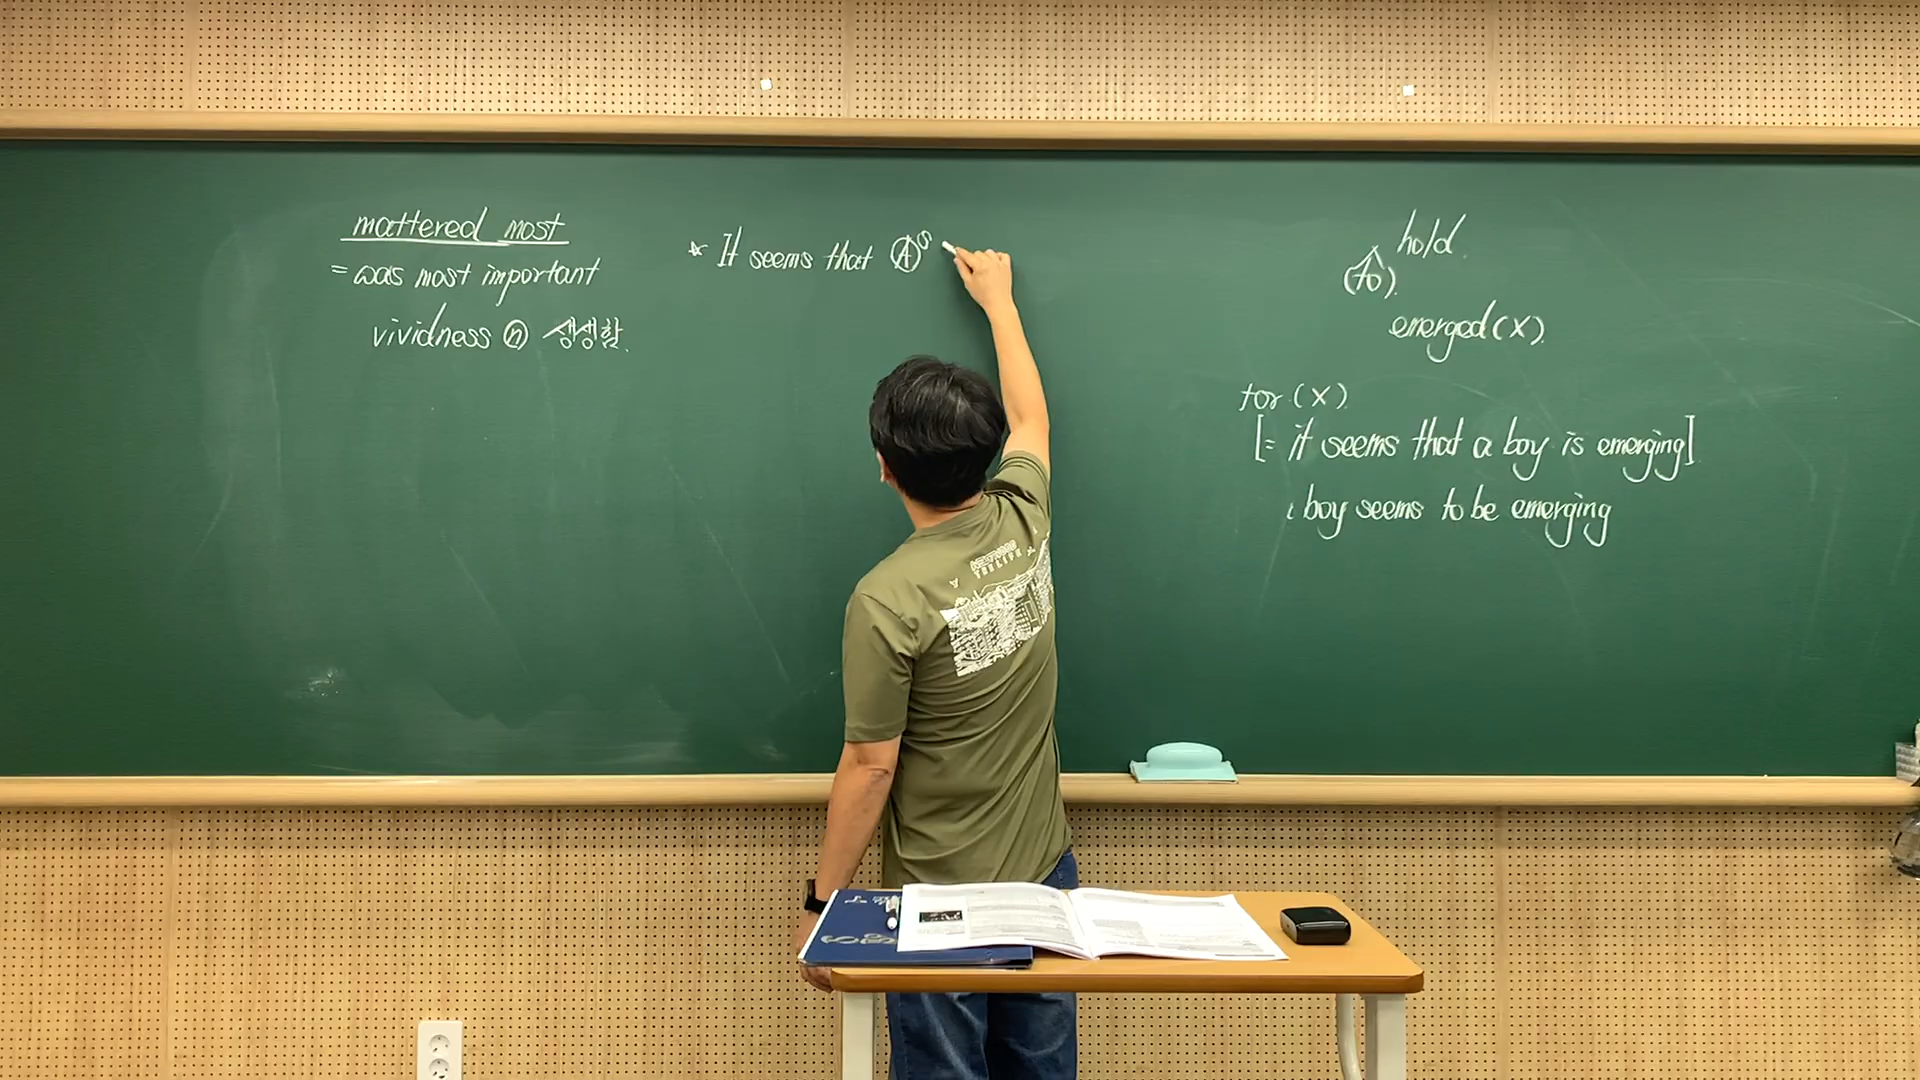 mattered most
= was most important
vividness ⓝ 생생함.
* It seems that Ⓐ S
hold.
(to).
emerged (X).
for (X).
[= it seems that a boy is emerging]
boy seems to be emerging